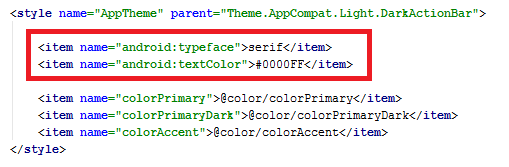 <style name="AppTheme" parent="Theme.AppCompat.Light.DarkActionBar">
<item name="android:typeface">serif</item>
<item name="android:textColor">#0000FF</item>
<item name="colorPrimary">@color/colorPrimary</item>
<item name="colorPrimaryDark">@color/colorPrimaryDark</item>
<item name="colorAccent">@color/colorAccent</item>
</style>